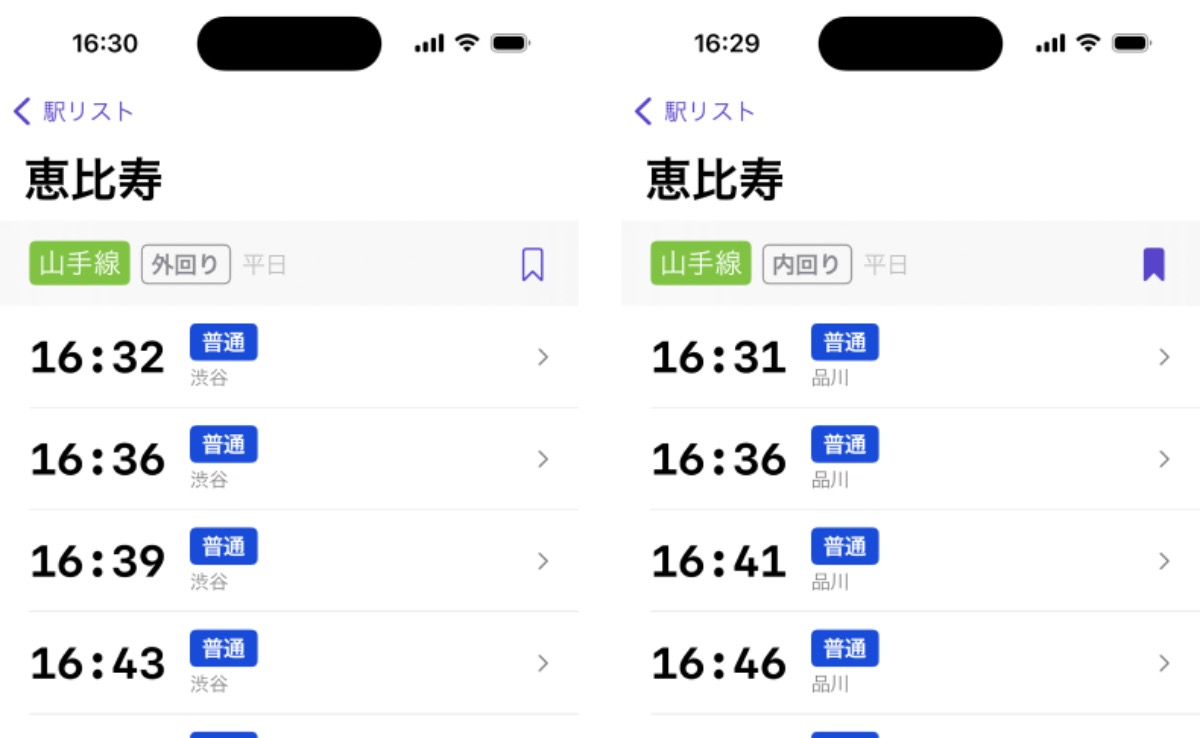 16:30
駅リスト
恵比寿
山手線 外回り 平日
16:32 普通
渋谷
16:36 普通
渋谷
16:39 普通
渋谷
16:43 普通
渋谷
16:29
駅リスト
恵比寿
山手線 内回り 平日
16:31 普通
品川
16:36 普通
品川
16:41 普通
品川
16:46 普通
品川